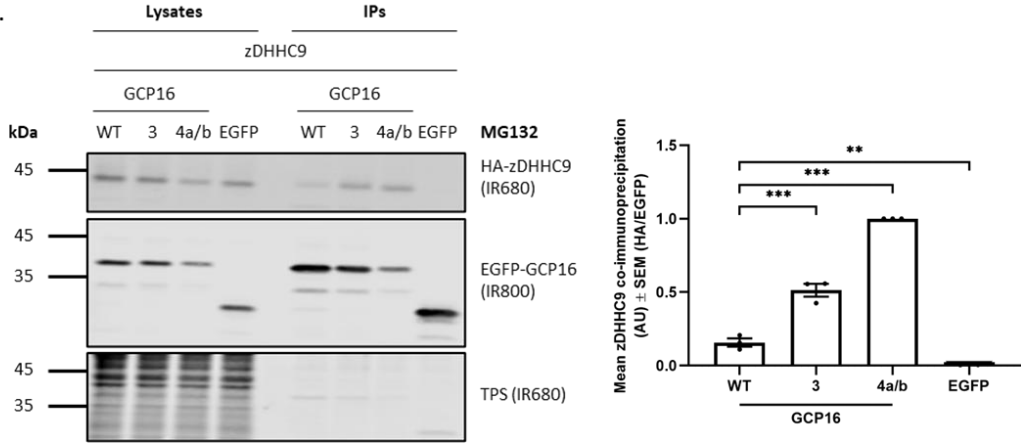 .
Lysates IPs
zDHHC9
GCP16 GCP16
kDa WT 3 4a/b EGFP WT 3 4a/b EGFP MG132
45 HA-zDHHC9
(IR680)
45
35 EGFP-GCP16
(IR800)
45
35 TPS (IR680)
Mean zDHHC9 co-immunoprecipitation
(AU) ± SEM (HA/EGFP)
1.5
1.0
0.5
0.0
**
***
***
WT 3 4a/b EGFP
GCP16